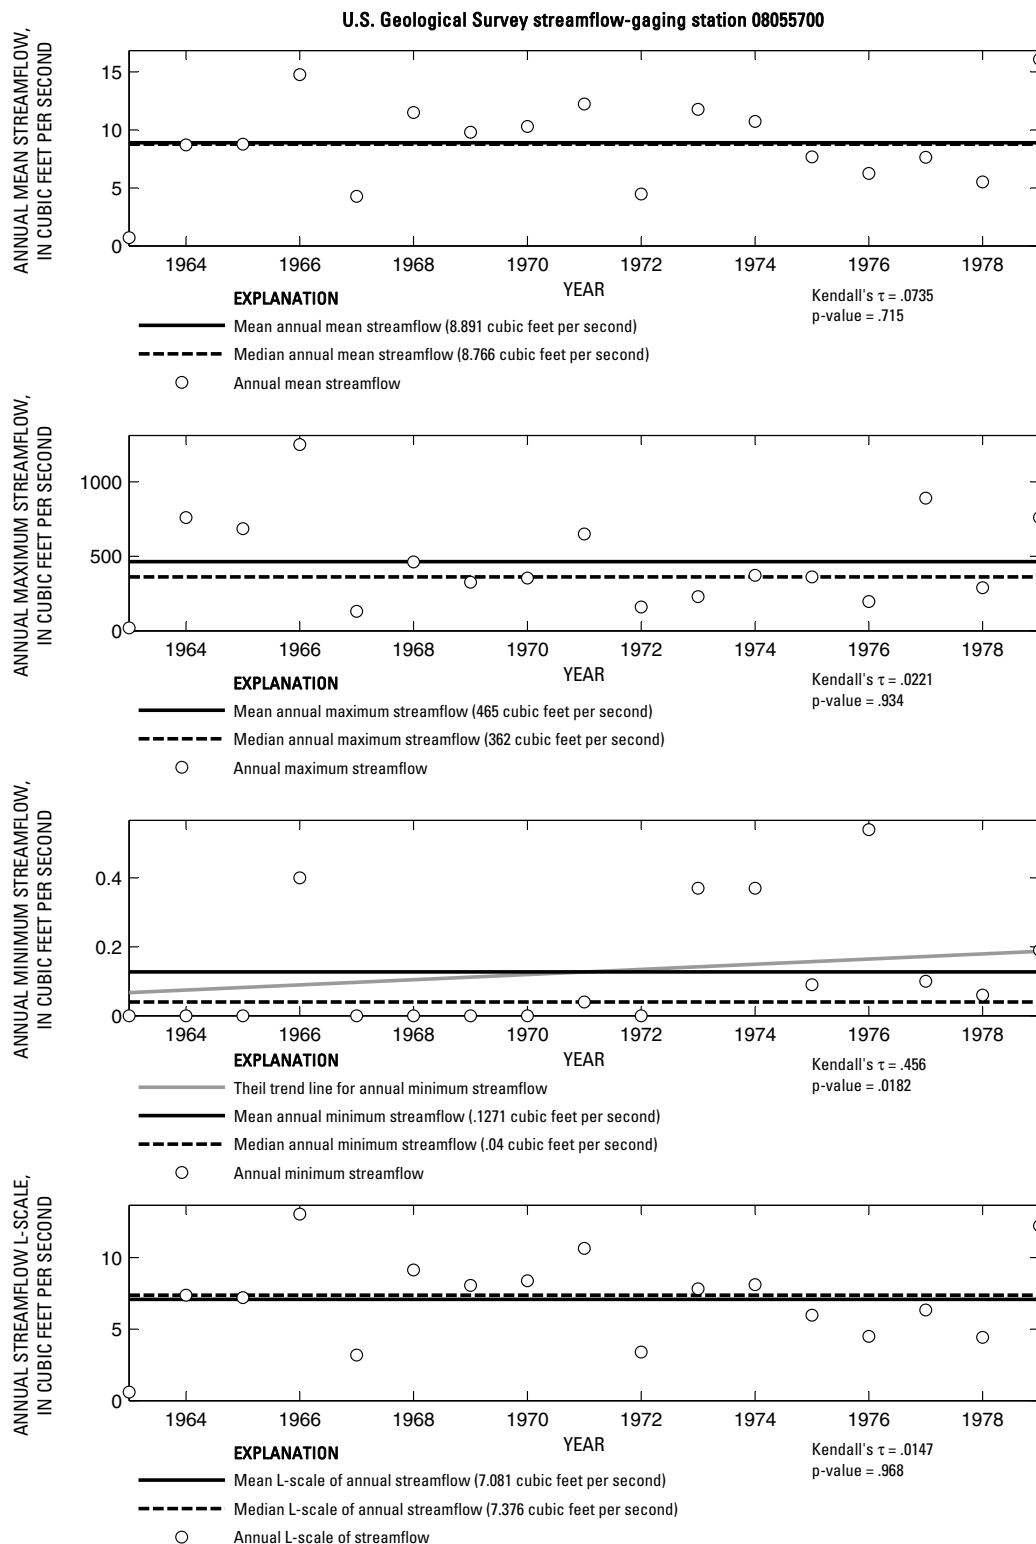 U.S. Geological Survey streamflow-gaging station 08055700
ANNUAL MEAN STREAMFLOW,
IN CUBIC FEET PER SECOND
15
10
5
0
1964 1966 1968 1970 1972 1974 1976 1978
YEAR
Kendall's τ = .0735
p-value = .715
EXPLANATION
Mean annual mean streamflow (8.891 cubic feet per second)
Median annual mean streamflow (8.766 cubic feet per second)
Annual mean streamflow
ANNUAL MAXIMUM STREAMFLOW,
IN CUBIC FEET PER SECOND
1000
500
0
1964 1966 1968 1970 1972 1974 1976 1978
YEAR
Kendall's τ = .0221
p-value = .934
EXPLANATION
Mean annual maximum streamflow (465 cubic feet per second)
Median annual maximum streamflow (362 cubic feet per second)
Annual maximum streamflow
ANNUAL MINIMUM STREAMFLOW,
IN CUBIC FEET PER SECOND
0.4
0.2
0
1964 1966 1968 1970 1972 1974 1976 1978
YEAR
Kendall's τ = .456
p-value = .0182
EXPLANATION
Theil trend line for annual minimum streamflow
Mean annual minimum streamflow (.1271 cubic feet per second)
Median annual minimum streamflow (.04 cubic feet per second)
Annual minimum streamflow
ANNUAL STREAMFLOW L-SCALE,
IN CUBIC FEET PER SECOND
10
5
0
1964 1966 1968 1970 1972 1974 1976 1978
YEAR
Kendall's τ = .0147
p-value = .968
EXPLANATION
Mean L-scale of annual streamflow (7.081 cubic feet per second)
Median L-scale of annual streamflow (7.376 cubic feet per second)
Annual L-scale of streamflow